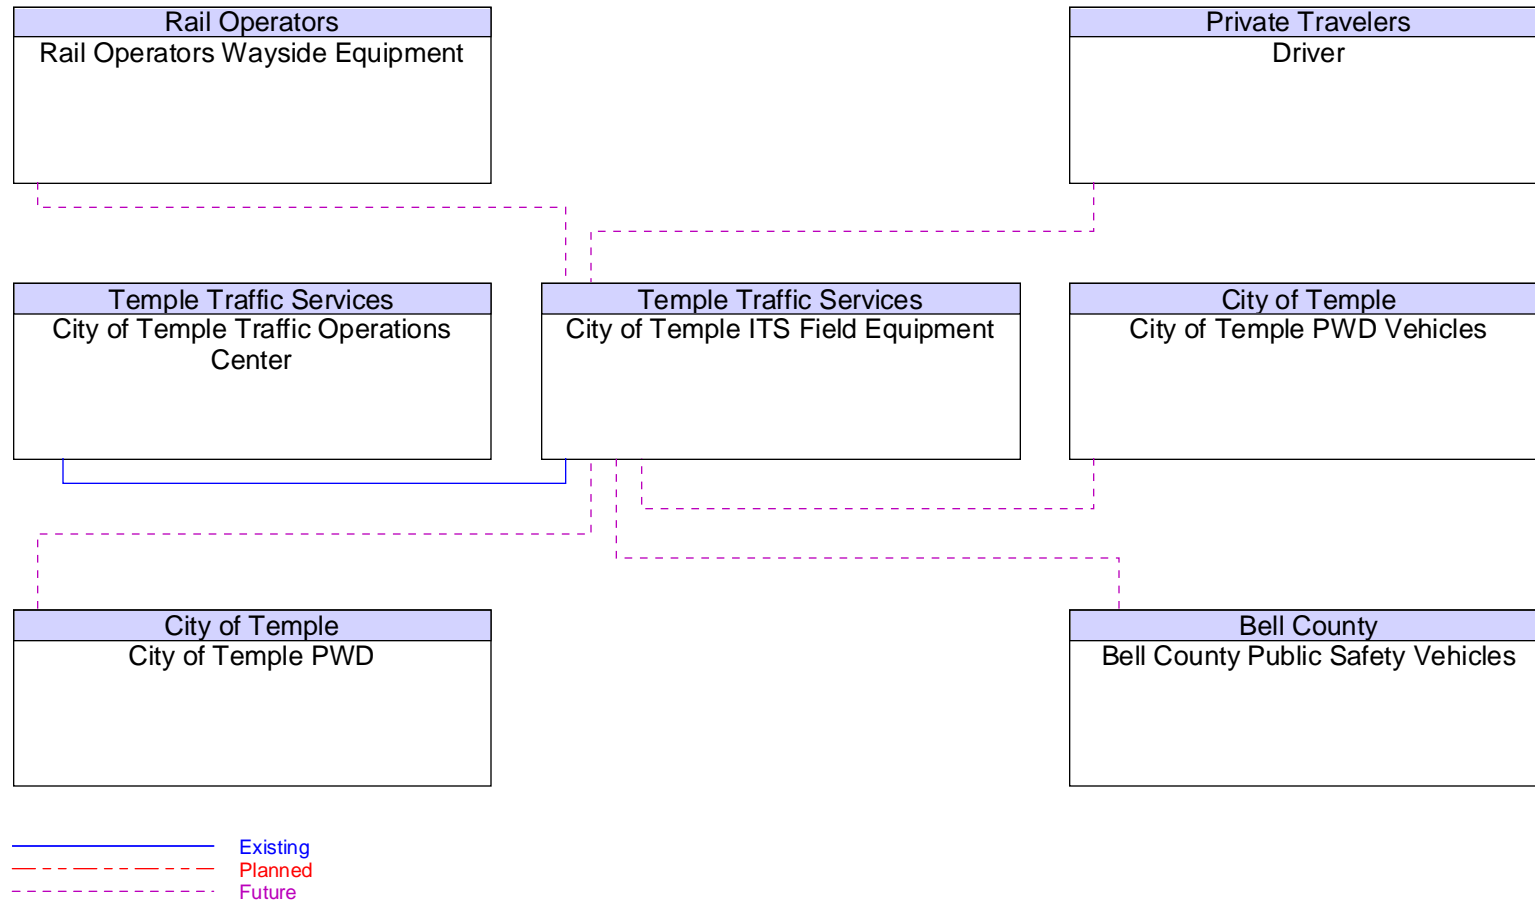 Rail Operators
Rail Operators Wayside Equipment
Private Travelers
Driver
Temple Traffic Services
City of Temple Traffic Operations
Center
Temple Traffic Services
City of Temple ITS Field Equipment
City of Temple
City of Temple PWD Vehicles
City of Temple
City of Temple PWD
Bell County
Bell County Public Safety Vehicles
Existing
Planned
Future